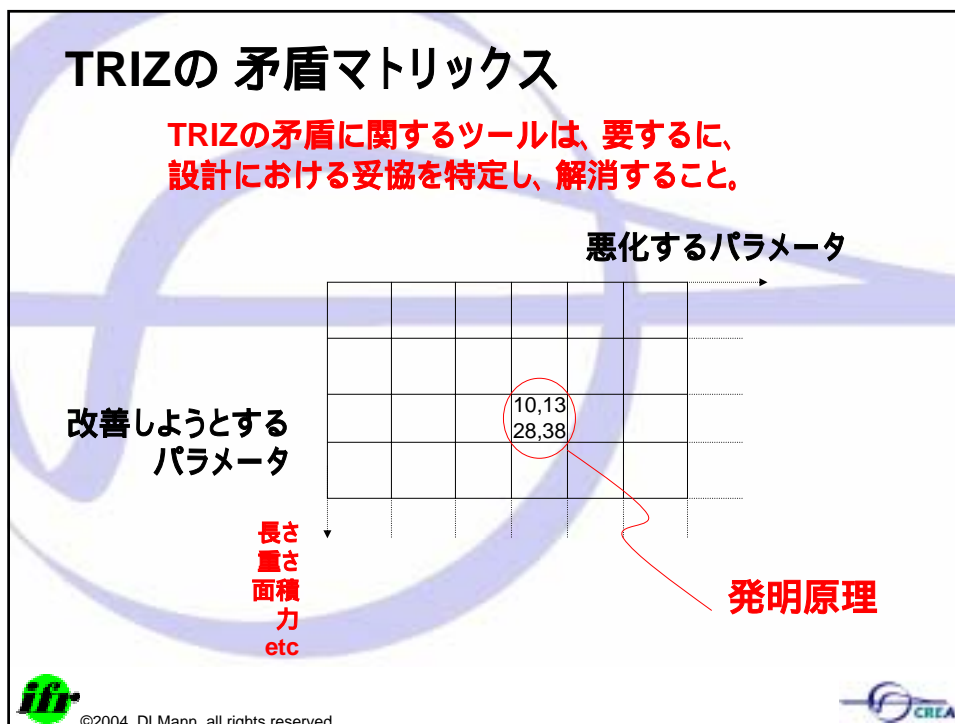 TRIZの 矛盾マトリックス
TRIZの矛盾に関するツールは、要するに、
設計における妥協を特定し、解消すること。
悪化するパラメータ
10,13
28,38
改善しようとする
パラメータ
長さ
重さ
面積
力
etc
発明原理
ifr
©2004, DLMann, all rights reserved
CREA